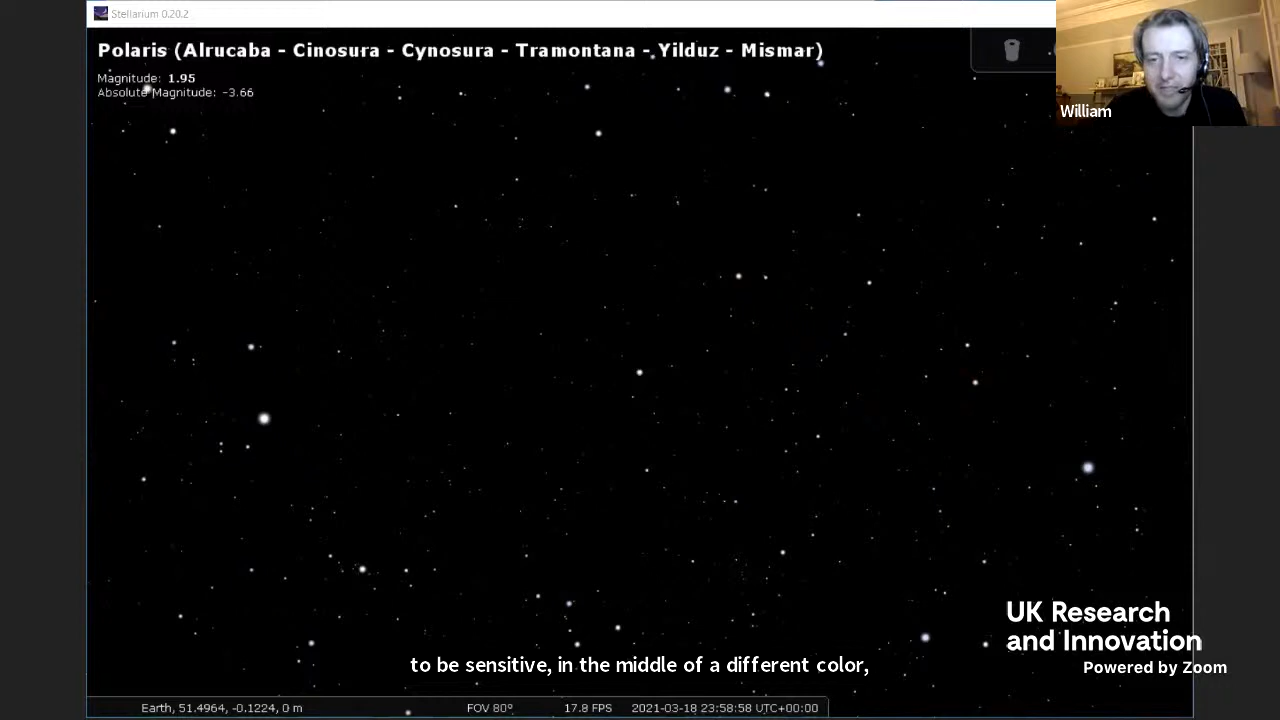 Stellarium 0.20.2
Polaris (Alrucaba - Cinosura - Cynosura - Tramontana - Yilduz - Mismar)
Magnitude: 1.95
Absolute Magnitude: -3.66
William
UK Research
and Innovation
to be sensitive, in the middle of a different color,
Powered by Zoom
Earth, 51.4964, -0.1224, 0 m
FOV 80°
17.8 FPS
2021-03-18 23:58:58 UTC+00:00